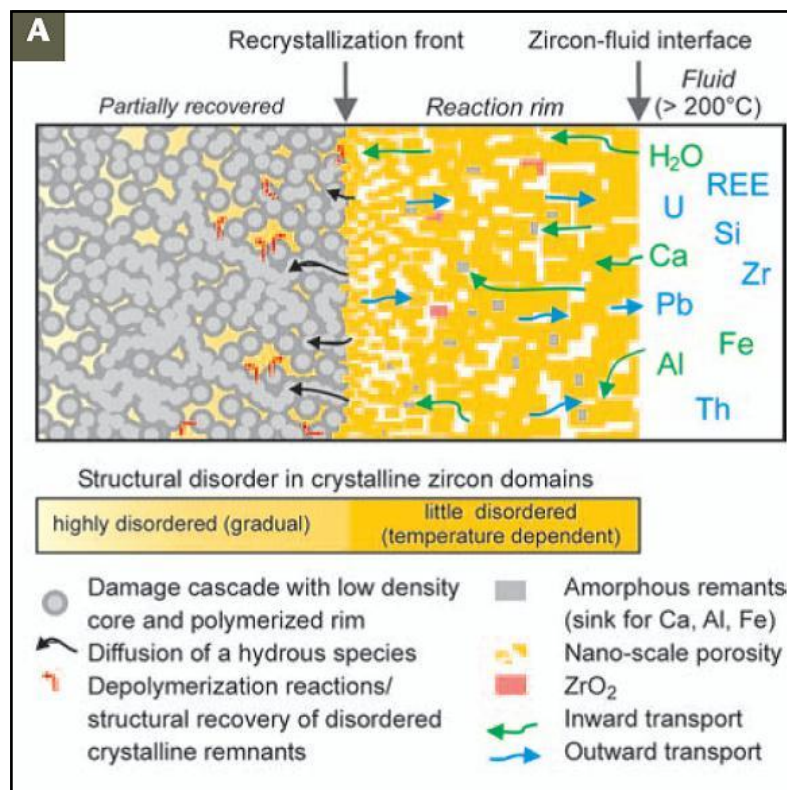 A
Recrystallization front
Zircon-fluid interface
Partially recovered
Reaction rim
Fluid
(> 200°C)
H₂O
REE
U
Si
Ca
Zr
Pb
Fe
Al
Th
Structural disorder in crystalline zircon domains
highly disordered (gradual)
little disordered
(temperature dependent)
Damage cascade with low density
core and polymerized rim
Diffusion of a hydrous species
Depolymerization reactions/
structural recovery of disordered
crystalline remnants
Amorphous remants
(sink for Ca, Al, Fe)
Nano-scale porosity
ZrO₂
Inward transport
Outward transport